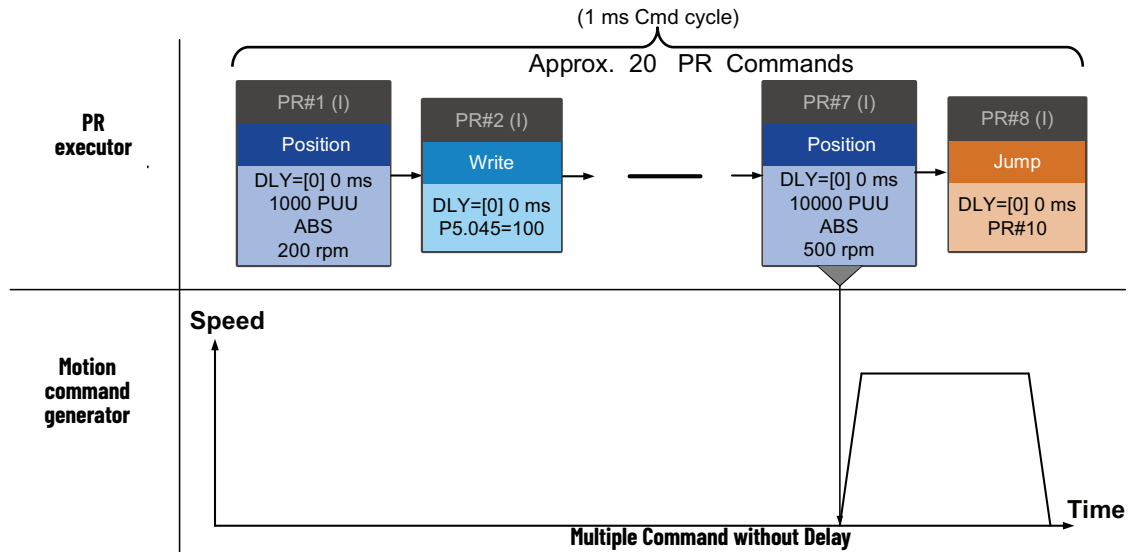 (1 ms Cmd cycle)
Approx. 20 PR Commands
PR
executor
PR#1 (I)
Position
DLY=[0] 0 ms
1000 PUU
ABS
200 rpm
PR#2 (I)
Write
DLY=[0] 0 ms
P5.045=100
PR#7 (I)
Position
DLY=[0] 0 ms
10000 PUU
ABS
500 rpm
PR#8 (I)
Jump
DLY=[0] 0 ms
PR#10
Motion
command
generator
Speed
Time
Multiple Command without Delay